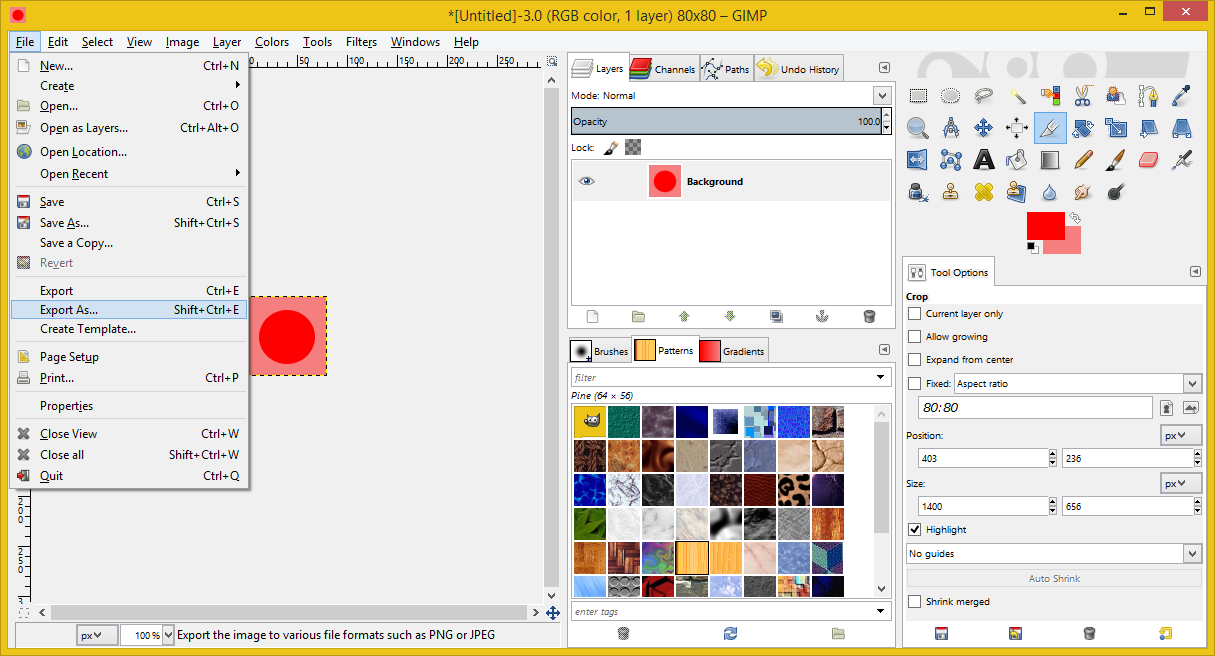 *[Untitled]-3.0 (RGB color, 1 layer) 80x80 – GIMP
File Edit Select View Image Layer Colors Tools Filters Windows Help
New... Ctrl+N
Create
Open... Ctrl+O
Open as Layers... Ctrl+Alt+O
Open Location...
Open Recent
Save Ctrl+S
Save As... Shift+Ctrl+S
Save a Copy...
Revert
Export Ctrl+E
Export As... Shift+Ctrl+E
Create Template...
Page Setup
Print... Ctrl+P
Properties
Close View Ctrl+W
Close all Shift+Ctrl+W
Quit Ctrl+Q
0 50 100 150 200 250
200
250
3
px 100 % Export the image to various file formats such as PNG or JPEG
Layers Channels Paths Undo History
Mode: Normal
Opacity 100.0
Lock:
Background
Brushes Patterns Gradients
filter
Pine (64 × 56)
enter tags
Tool Options
Crop
Current layer only
Allow growing
Expand from center
Fixed: Aspect ratio
80:80
Position: px
403 236
Size: px
1400 656
Highlight
No guides
Auto Shrink
Shrink merged